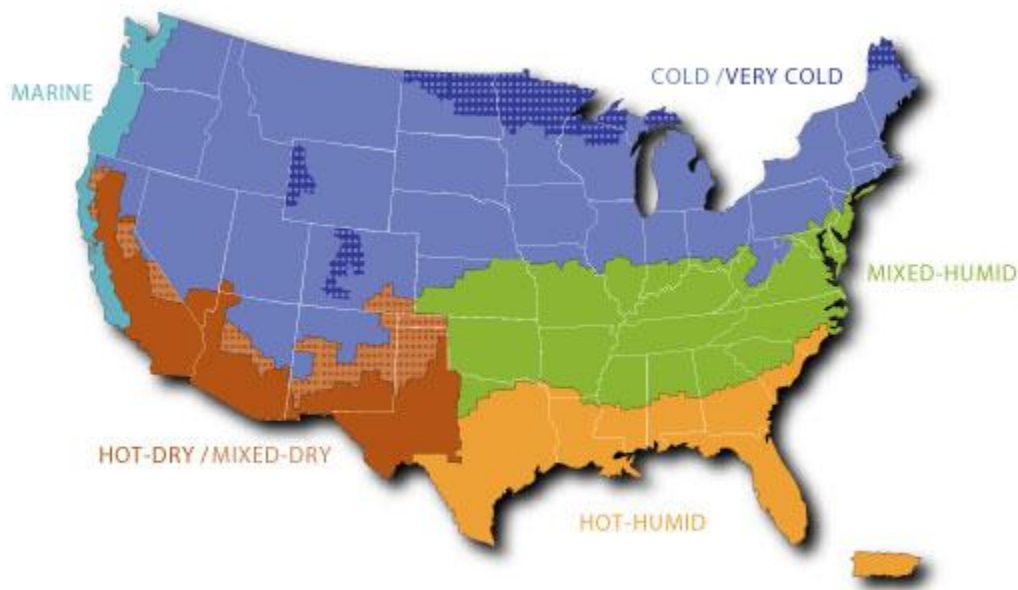 COLD / VERY COLD
MARINE
MIXED-HUMID
HOT-DRY / MIXED-DRY
HOT-HUMID